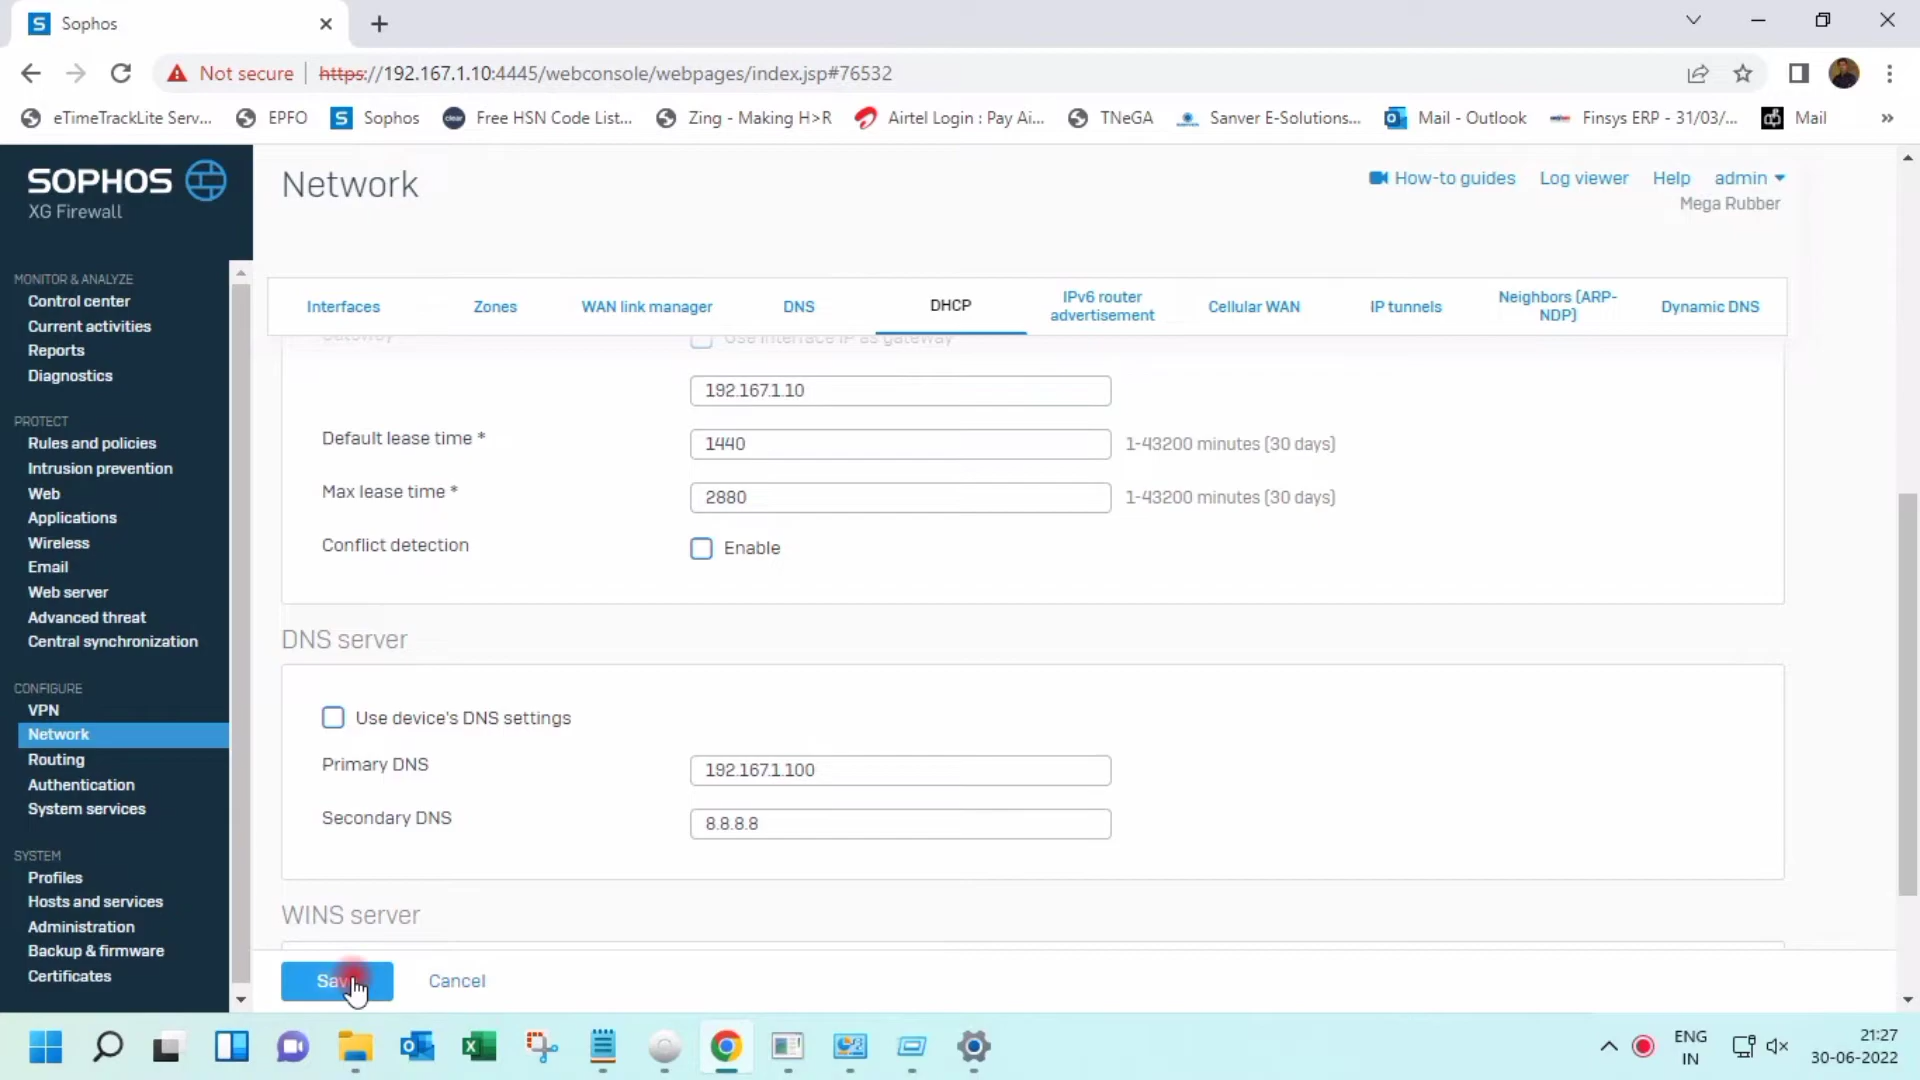 Sophos
Not secure https://192.167.1.10:4445/webconsole/webpages/index.jsp#76532
eTimeTrackLite Serv... EPFO Sophos Free HSN Code List... Zing - Making H>R Airtel Login : Pay Ai... TNeGA Sanver E-Solutions... Mail - Outlook Finsys ERP - 31/03/... Mail »
SOPHOS
XG Firewall
MONITOR & ANALYZE
Control center
Current activities
Reports
Diagnostics
PROTECT
Rules and policies
Intrusion prevention
Web
Applications
Wireless
Email
Web server
Advanced threat
Central synchronization
CONFIGURE
VPN
Network
Routing
Authentication
System services
SYSTEM
Profiles
Hosts and services
Administration
Backup & firmware
Certificates
Network
How-to guides Log viewer Help admin
Mega Rubber
Interfaces Zones WAN link manager DNS DHCP IPv6 router advertisement Cellular WAN IP tunnels Neighbors (ARP-NDP) Dynamic DNS
Gateway Use interface IP as gateway
192.167.1.10
Default lease time * 1440 1-43200 minutes (30 days)
Max lease time * 2880 1-43200 minutes (30 days)
Conflict detection Enable
DNS server
Use device's DNS settings
Primary DNS 192.167.1.100
Secondary DNS 8.8.8.8
WINS server
Save Cancel
ENG
IN
21:27
30-06-2022